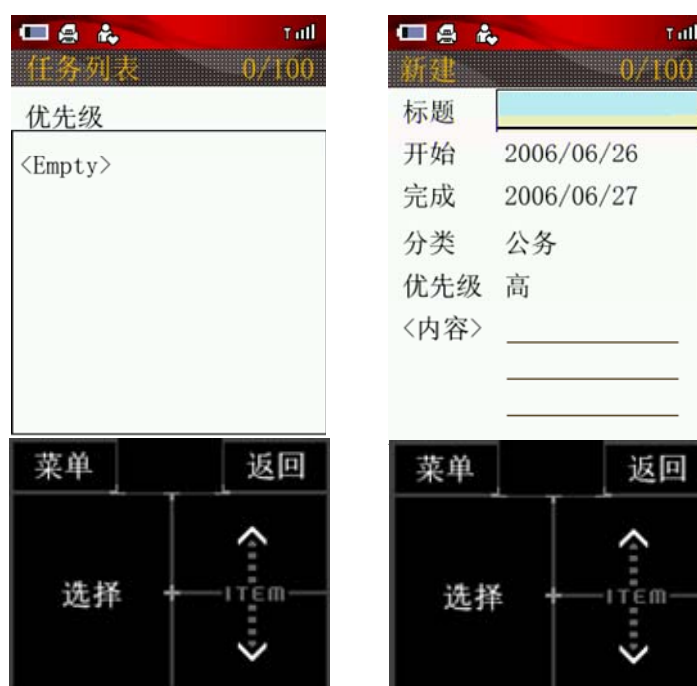 任务列表 0/100
优先级
<Empty>
菜单 返回
选择 ITEM
新建 0/100
标题
开始 2006/06/26
完成 2006/06/27
分类 公务
优先级 高
<内容>
菜单 返回
选择 ITEM